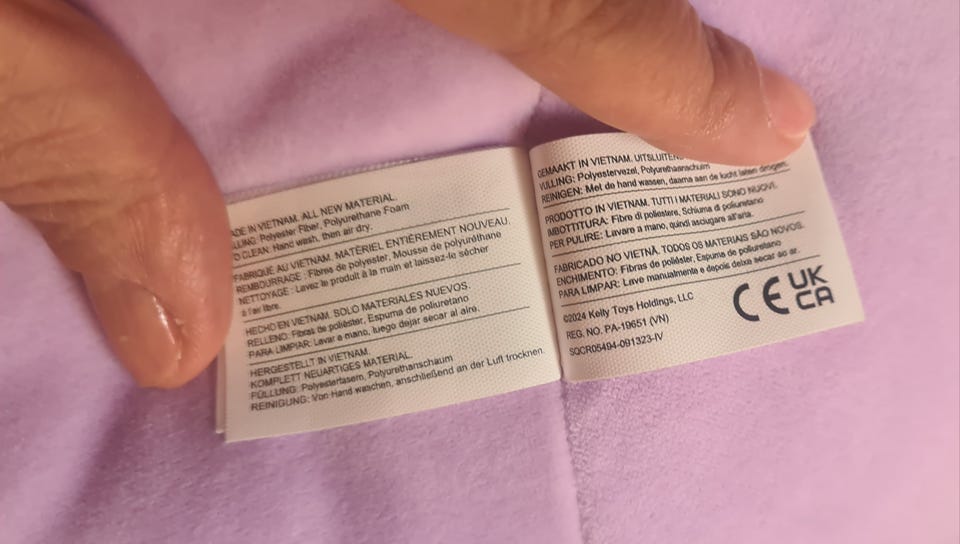 IN VIETNAM. ALL NEW MATERIAL.
Polyester Fiber, Polyurethane Foam
CLEAN: Hand wash, then air dry.
FABRIQUÉ AU VIETNAM. MATÉRIEL ENTIÈREMENT NOUVEAU.
REMBOURRAGE : Fibres de polyester, Mousse de polyuréthane
NETTOYAGE : Lavez le produit à la main et laissez-le sécher
à l'air libre.
HECHO EN VIETNAM. SOLO MATERIALES NUEVOS.
RELLENO: Fibras de poliéster, Espuma de poliuretano
PARA LIMPIAR: Lavar a mano, luego dejar secar al aire.
HERGESTELLT IN VIETNAM.
KOMPLETT NEUARTIGES MATERIAL.
FÜLLUNG: Polyesterfasern, Polyurethanschaum
REINIGUNG: Von Hand waschen, anschließend an der Luft trocknen.
GEMAAKT IN VIETNAM.
VULLING: Polyestervezel, Polyurethaanschuim
REINIGEN: Met de hand wassen, daarna aan de lucht laten drogen.
PRODOTTO IN VIETNAM. TUTTI I MATERIALI SONO NUOVI.
IMBOTTITURA: Fibre di poliestere, Schiuma di poliuretano
PER PULIRE: Lavare a mano, quindi asciugare all'aria.
FABRICADO NO VIETNÃ. TODOS OS MATERIAIS SÃO NOVOS.
ENCHIMENTO: Fibras de poliéster, Espuma de poliuretano
PARA LIMPAR: Lave manualmente e depois deixe secar ao ar.
©2024 Kelly Toys Holdings, LLC
REG. NO. PA-19651 (VN)
SQCR05494-091323-IV
CE UK
CA